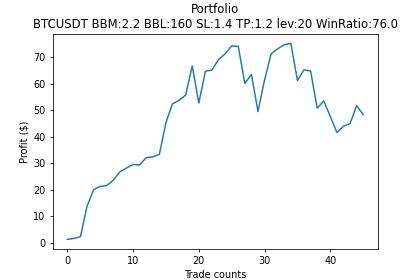 Portfolio
BTCUSDT BBM:2.2 BBL:160 SL:1.4 TP:1.2 lev:20 WinRatio:76.0
70
60
50
40
30
20
10
0
Profit ($)
0 10 20 30 40
Trade counts